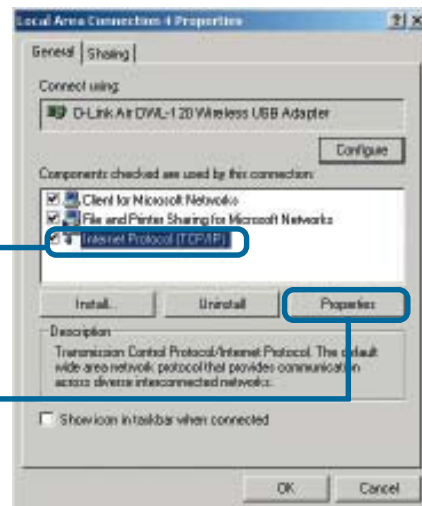 Local Area Connection 4 Properties
General
Sharing
Connect using:
D-Link Air DWL-120 Wireless USB Adapter
Configure
Components checked are used by this connection:
Client for Microsoft Networks
File and Printer Sharing for Microsoft Networks
Internet Protocol (TCP/IP)
Install...
Uninstall
Properties
Description
Transmission Control Protocol/Internet Protocol. The default
wide area network protocol that provides communication
across diverse interconnected networks.
Show icon in taskbar when connected
OK
Cancel